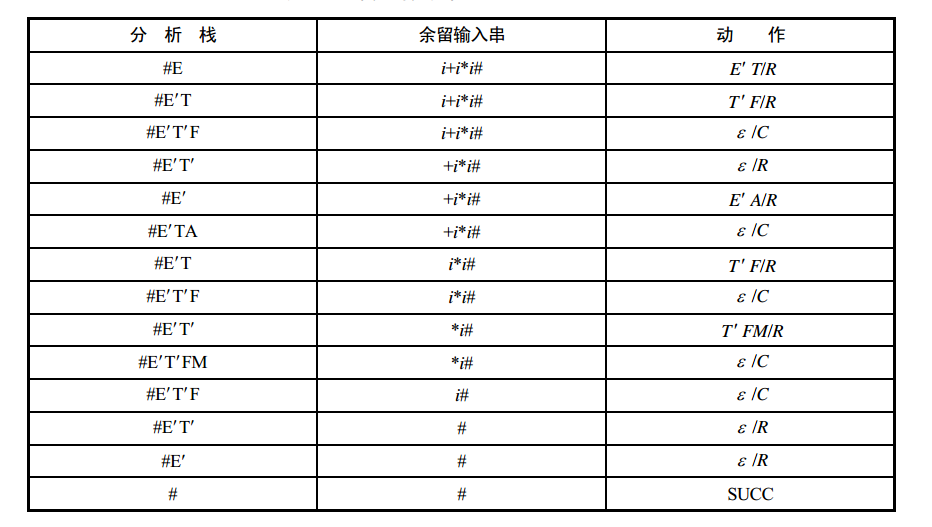 分 析 栈 余留输入串 动 作
#E i+i*i# E′ T/R
#E′T i+i*i# T′ F/R
#E′T′F i+i*i# ε /C
#E′T′ +i*i# ε /R
#E′ +i*i# E′ A/R
#E′TA +i*i# ε /C
#E′T i*i# T′ F/R
#E′T′F i*i# ε /C
#E′T′ *i# T′ FM/R
#E′T′FM *i# ε /C
#E′T′F i# ε /C
#E′T′ # ε /R
#E′ # ε /R
# # SUCC